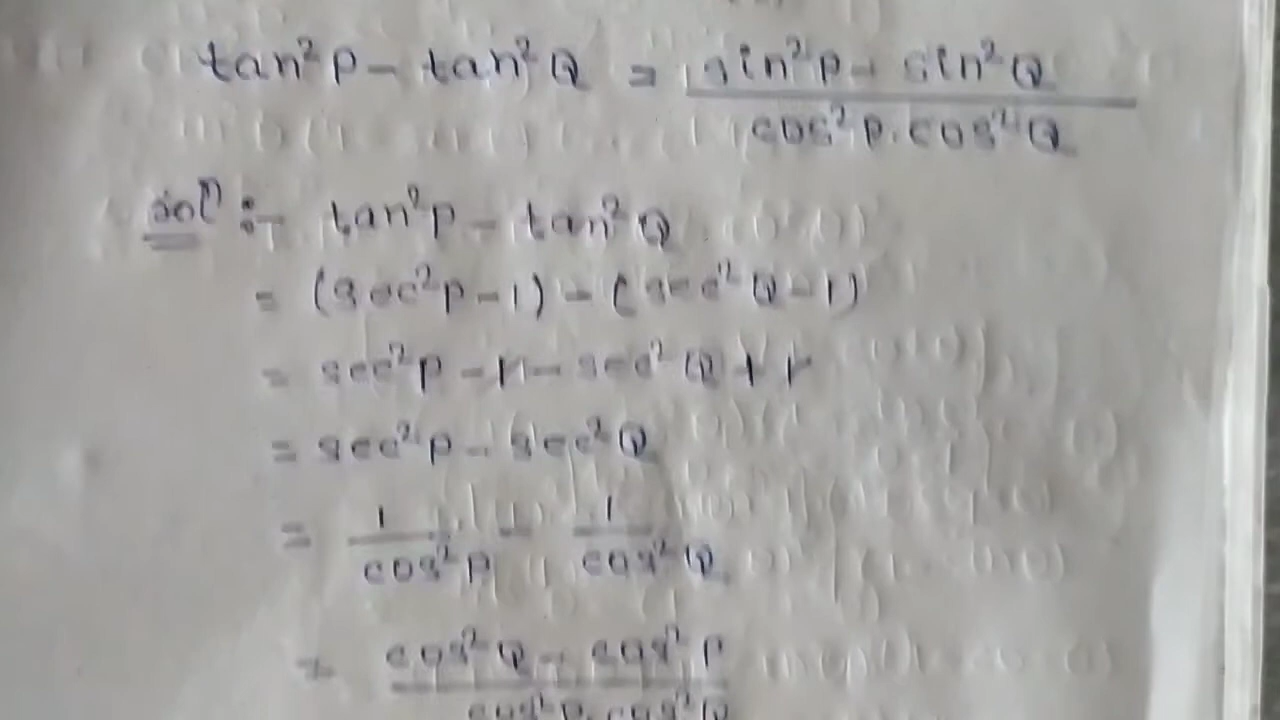 tan²P - tan²Q = sin²P - sin²Q / cos²P.cos²Q
solⁿ :- tan²P - tan²Q
= (sec²P - 1) - (sec²Q - 1)
= sec²P - 1 - sec²Q + 1
= sec²P - sec²Q
= 1/cos²P - 1/cos²Q
= cos²Q - cos²P / cos²P.cos²Q